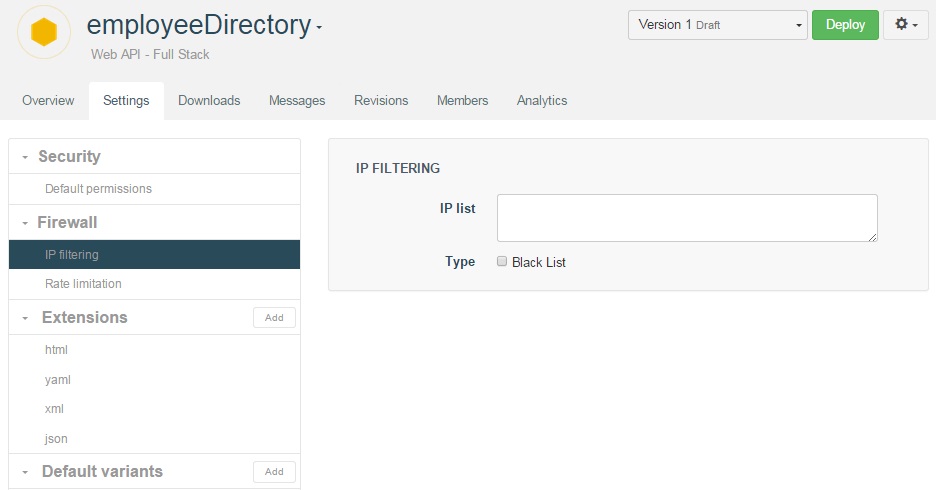 employeeDirectory
Web API - Full Stack
Version 1 Draft
Deploy
Overview Settings Downloads Messages Revisions Members Analytics
Security
Default permissions
Firewall
IP filtering
Rate limitation
Extensions Add
html
yaml
xml
json
Default variants Add
IP FILTERING
IP list
Type Black List